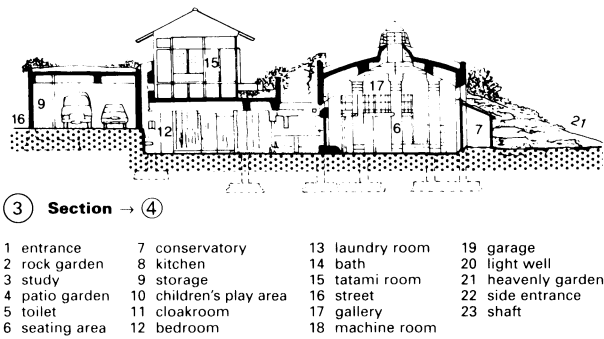 15
9
17
16
12
6
7
21
3 Section → 4
1 entrance
2 rock garden
3 study
4 patio garden
5 toilet
6 seating area
7 conservatory
8 kitchen
9 storage
10 children's play area
11 cloakroom
12 bedroom
13 laundry room
14 bath
15 tatami room
16 street
17 gallery
18 machine room
19 garage
20 light well
21 heavenly garden
22 side entrance
23 shaft